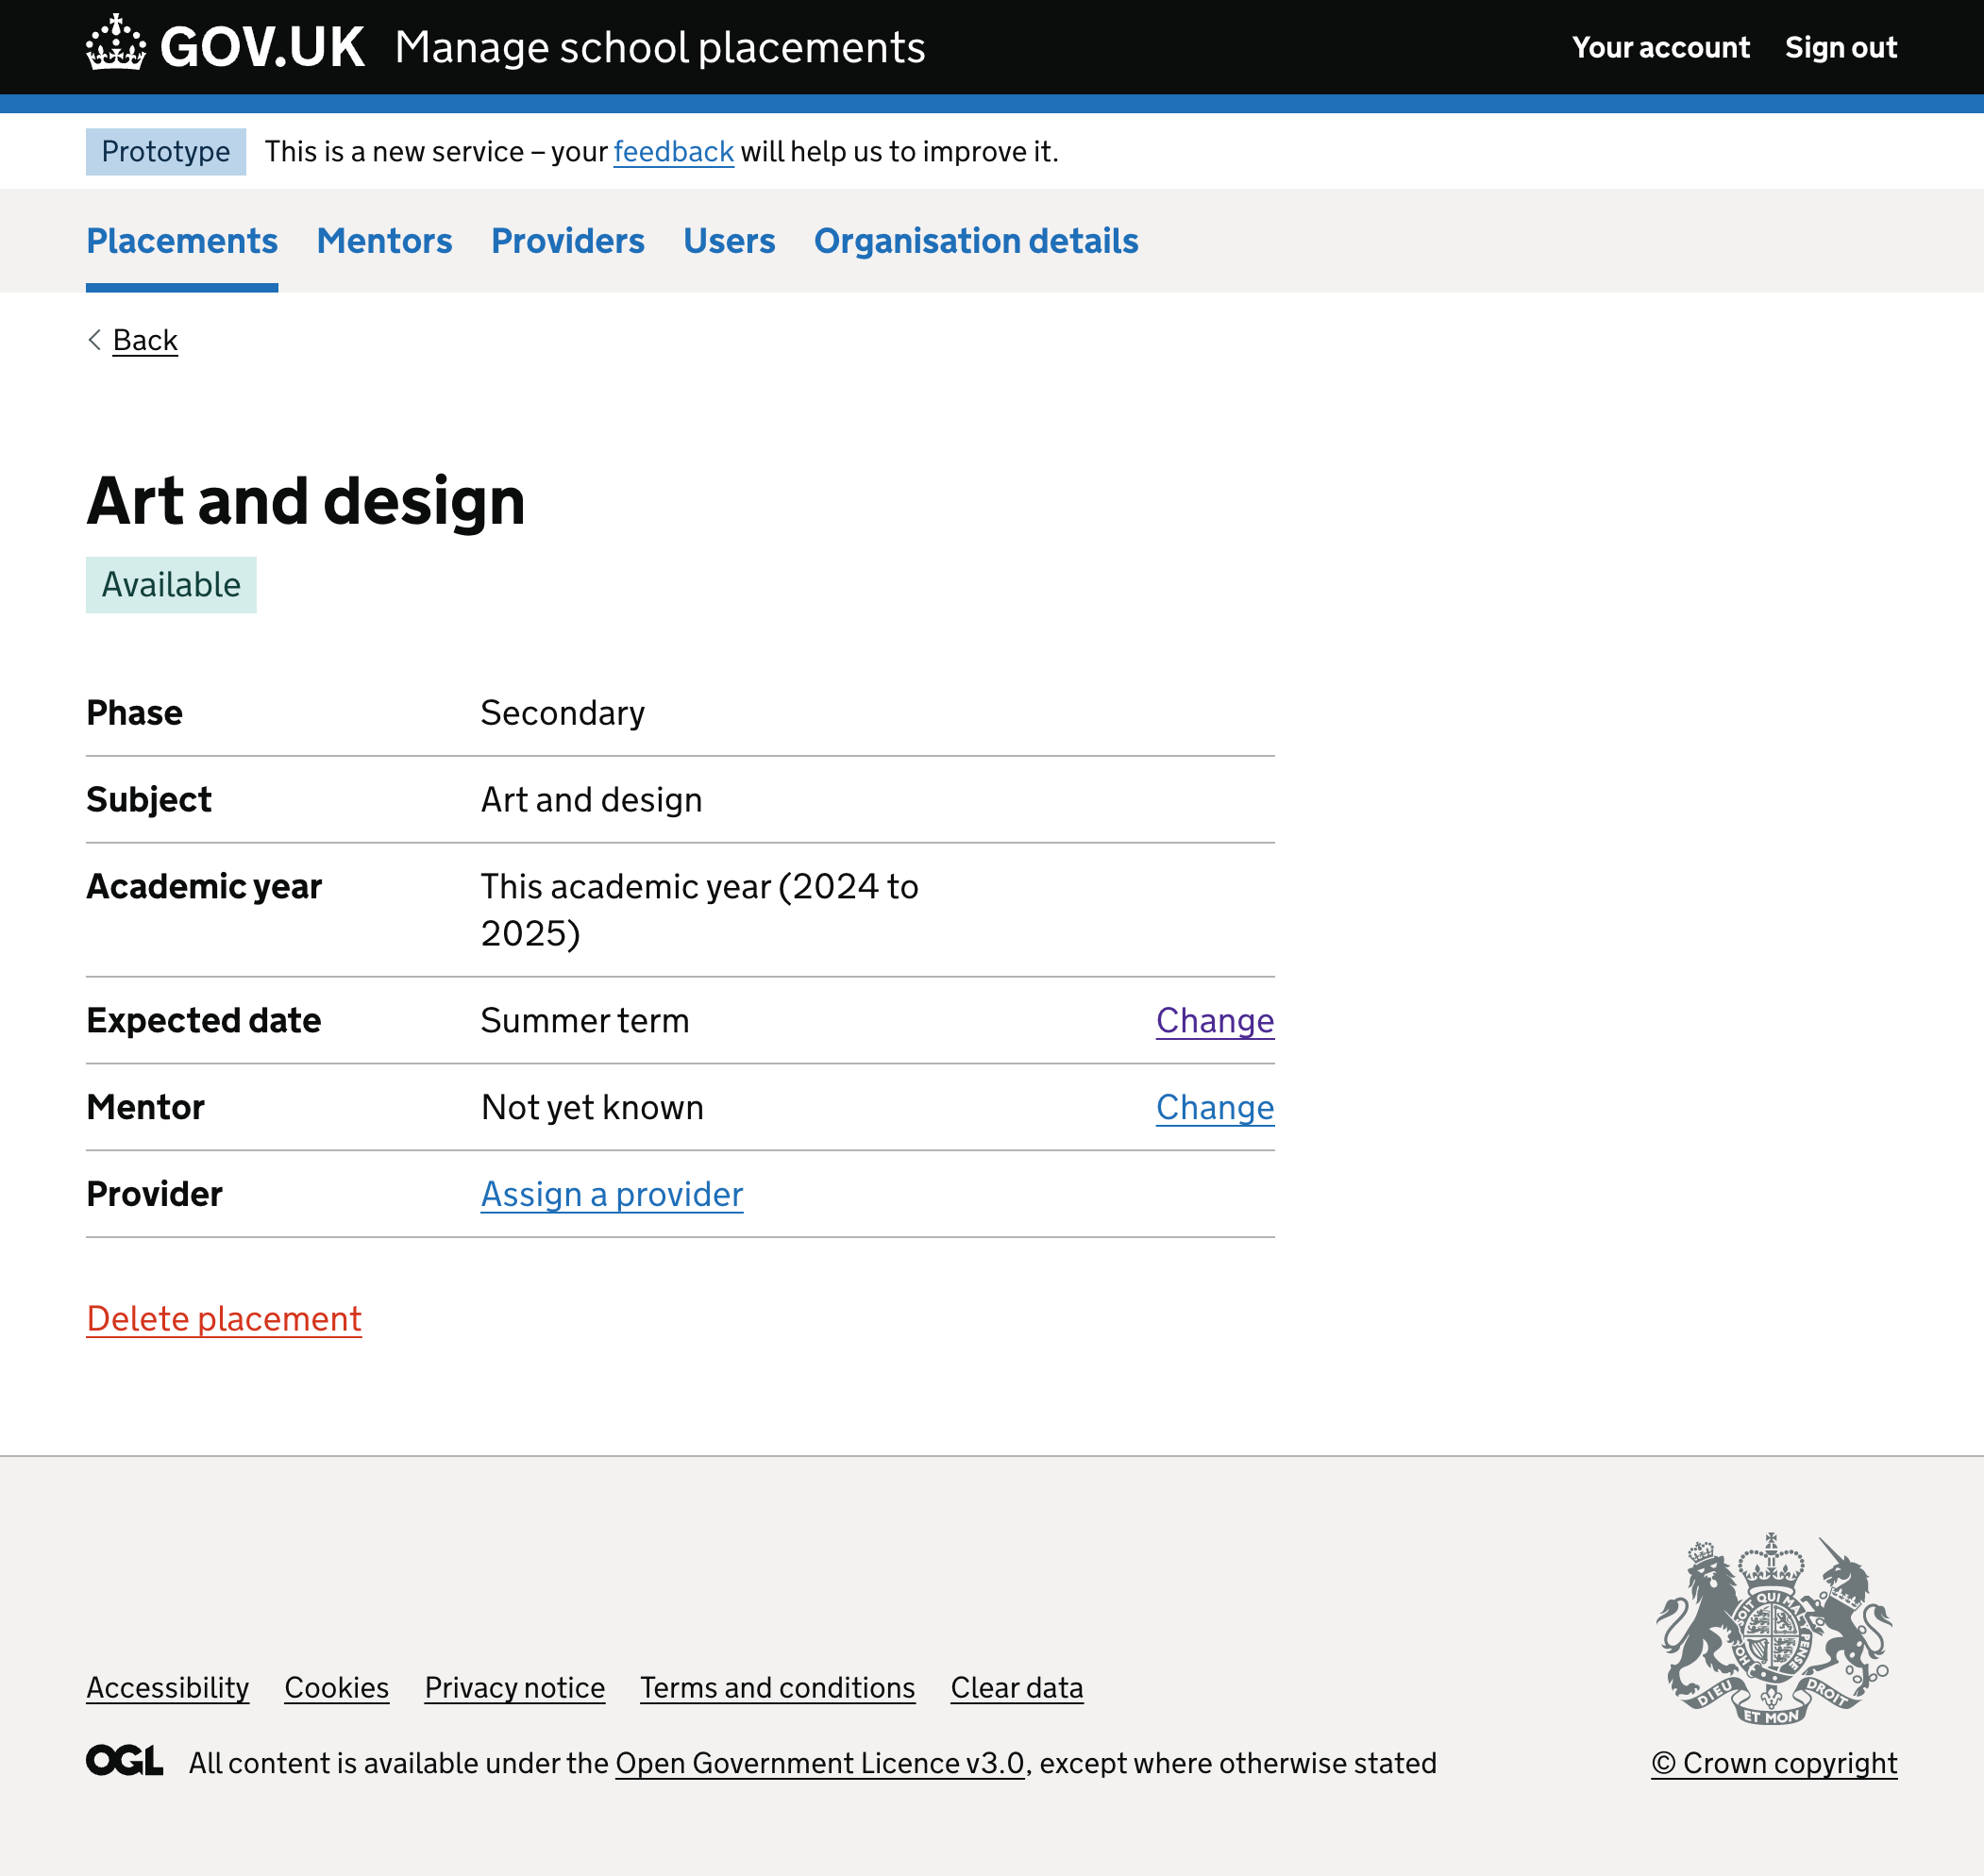 GOV.UK Manage school placements Your account Sign out
Prototype This is a new service – your feedback will help us to improve it.
Placements Mentors Providers Users Organisation details
Back
Art and design
Available
Phase Secondary
Subject Art and design
Academic year This academic year (2024 to
2025)
Expected date Summer term Change
Mentor Not yet known Change
Provider Assign a provider
Delete placement
HONI SOIT QUI MAL Y PENSE
DIEU ET MON DROIT
Accessibility Cookies Privacy notice Terms and conditions Clear data
OGL All content is available under the Open Government Licence v3.0, except where otherwise stated © Crown copyright